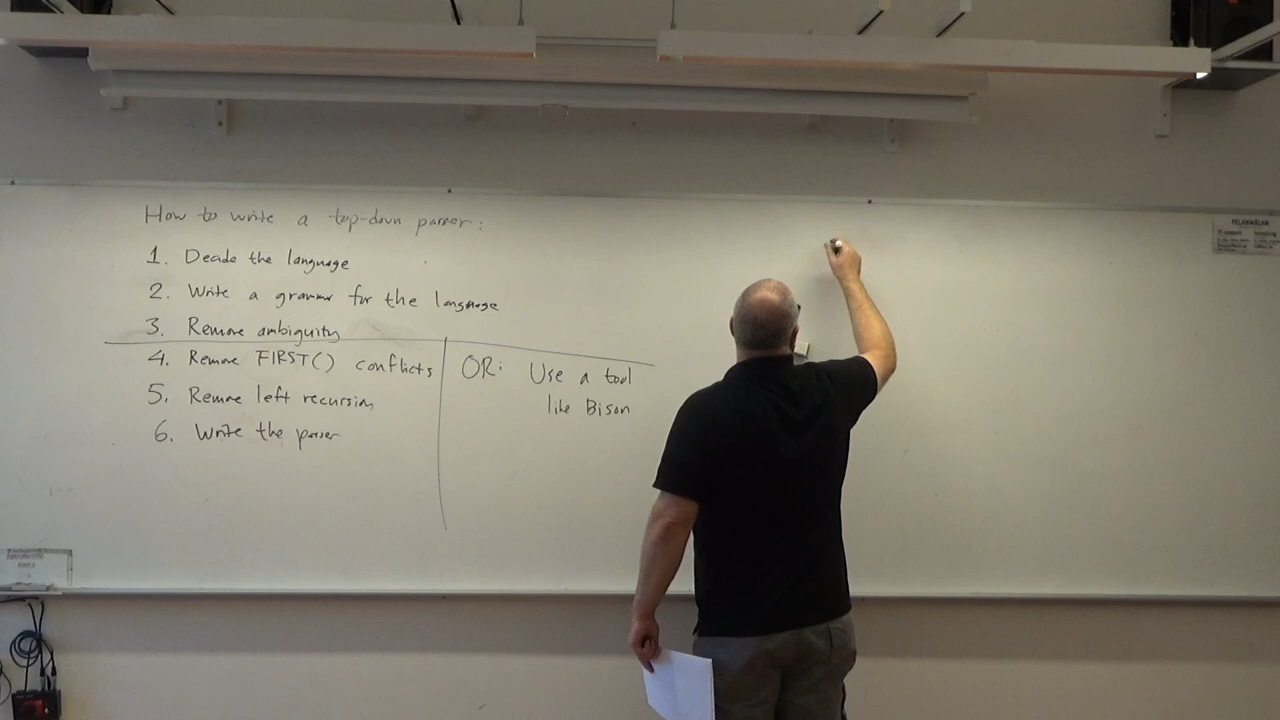 How to write a top-down parser:
1. Decide the language
2. Write a grammar for the language
3. Remove ambiguity
4. Remove FIRST() conflicts
5. Remove left recursion
6. Write the parser
OR: Use a tool
like Bison
FELANMÄLAN